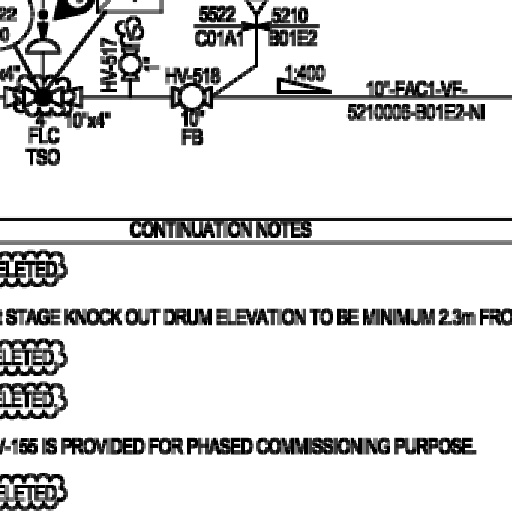 22
0
5522 5210
C01A1 B01E2
HV-517
1"
x4"
HV-518
1:400
10"-FAC1-VF-
5210006-B01E2-NI
4"
10"x4"
10"
FB
FLC
TSO
CONTINUATION NOTES
ELETED
STAGE KNOCK OUT DRUM ELEVATION TO BE MINIMUM 2.3m FRO
ELETED
ELETED
V-155 IS PROVIDED FOR PHASED COMMISSIONING PURPOSE.
ELETED